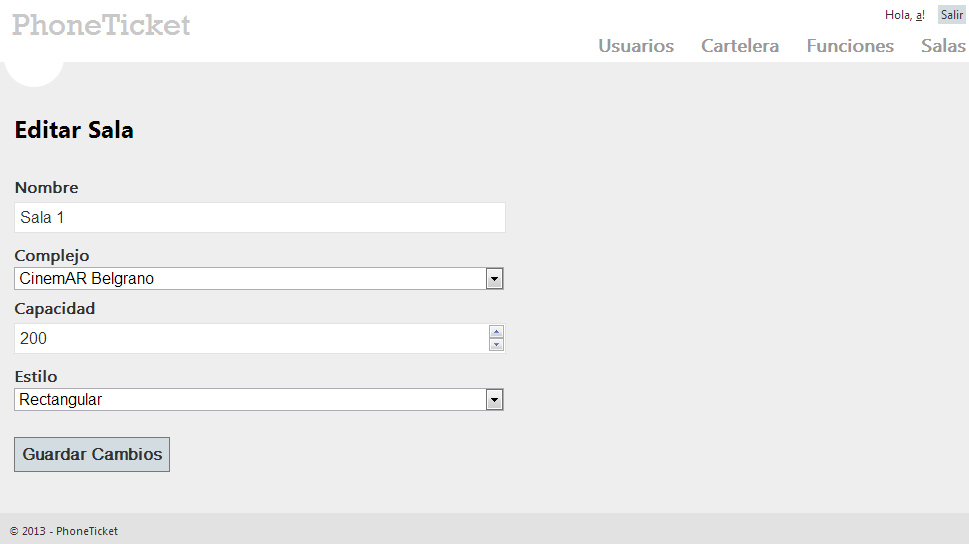 PhoneTicket
Hola, a!
Salir
Usuarios Cartelera Funciones Salas
Editar Sala
Nombre
Sala 1
Complejo
CinemAR Belgrano
Capacidad
200
Estilo
Rectangular
Guardar Cambios
© 2013 - PhoneTicket